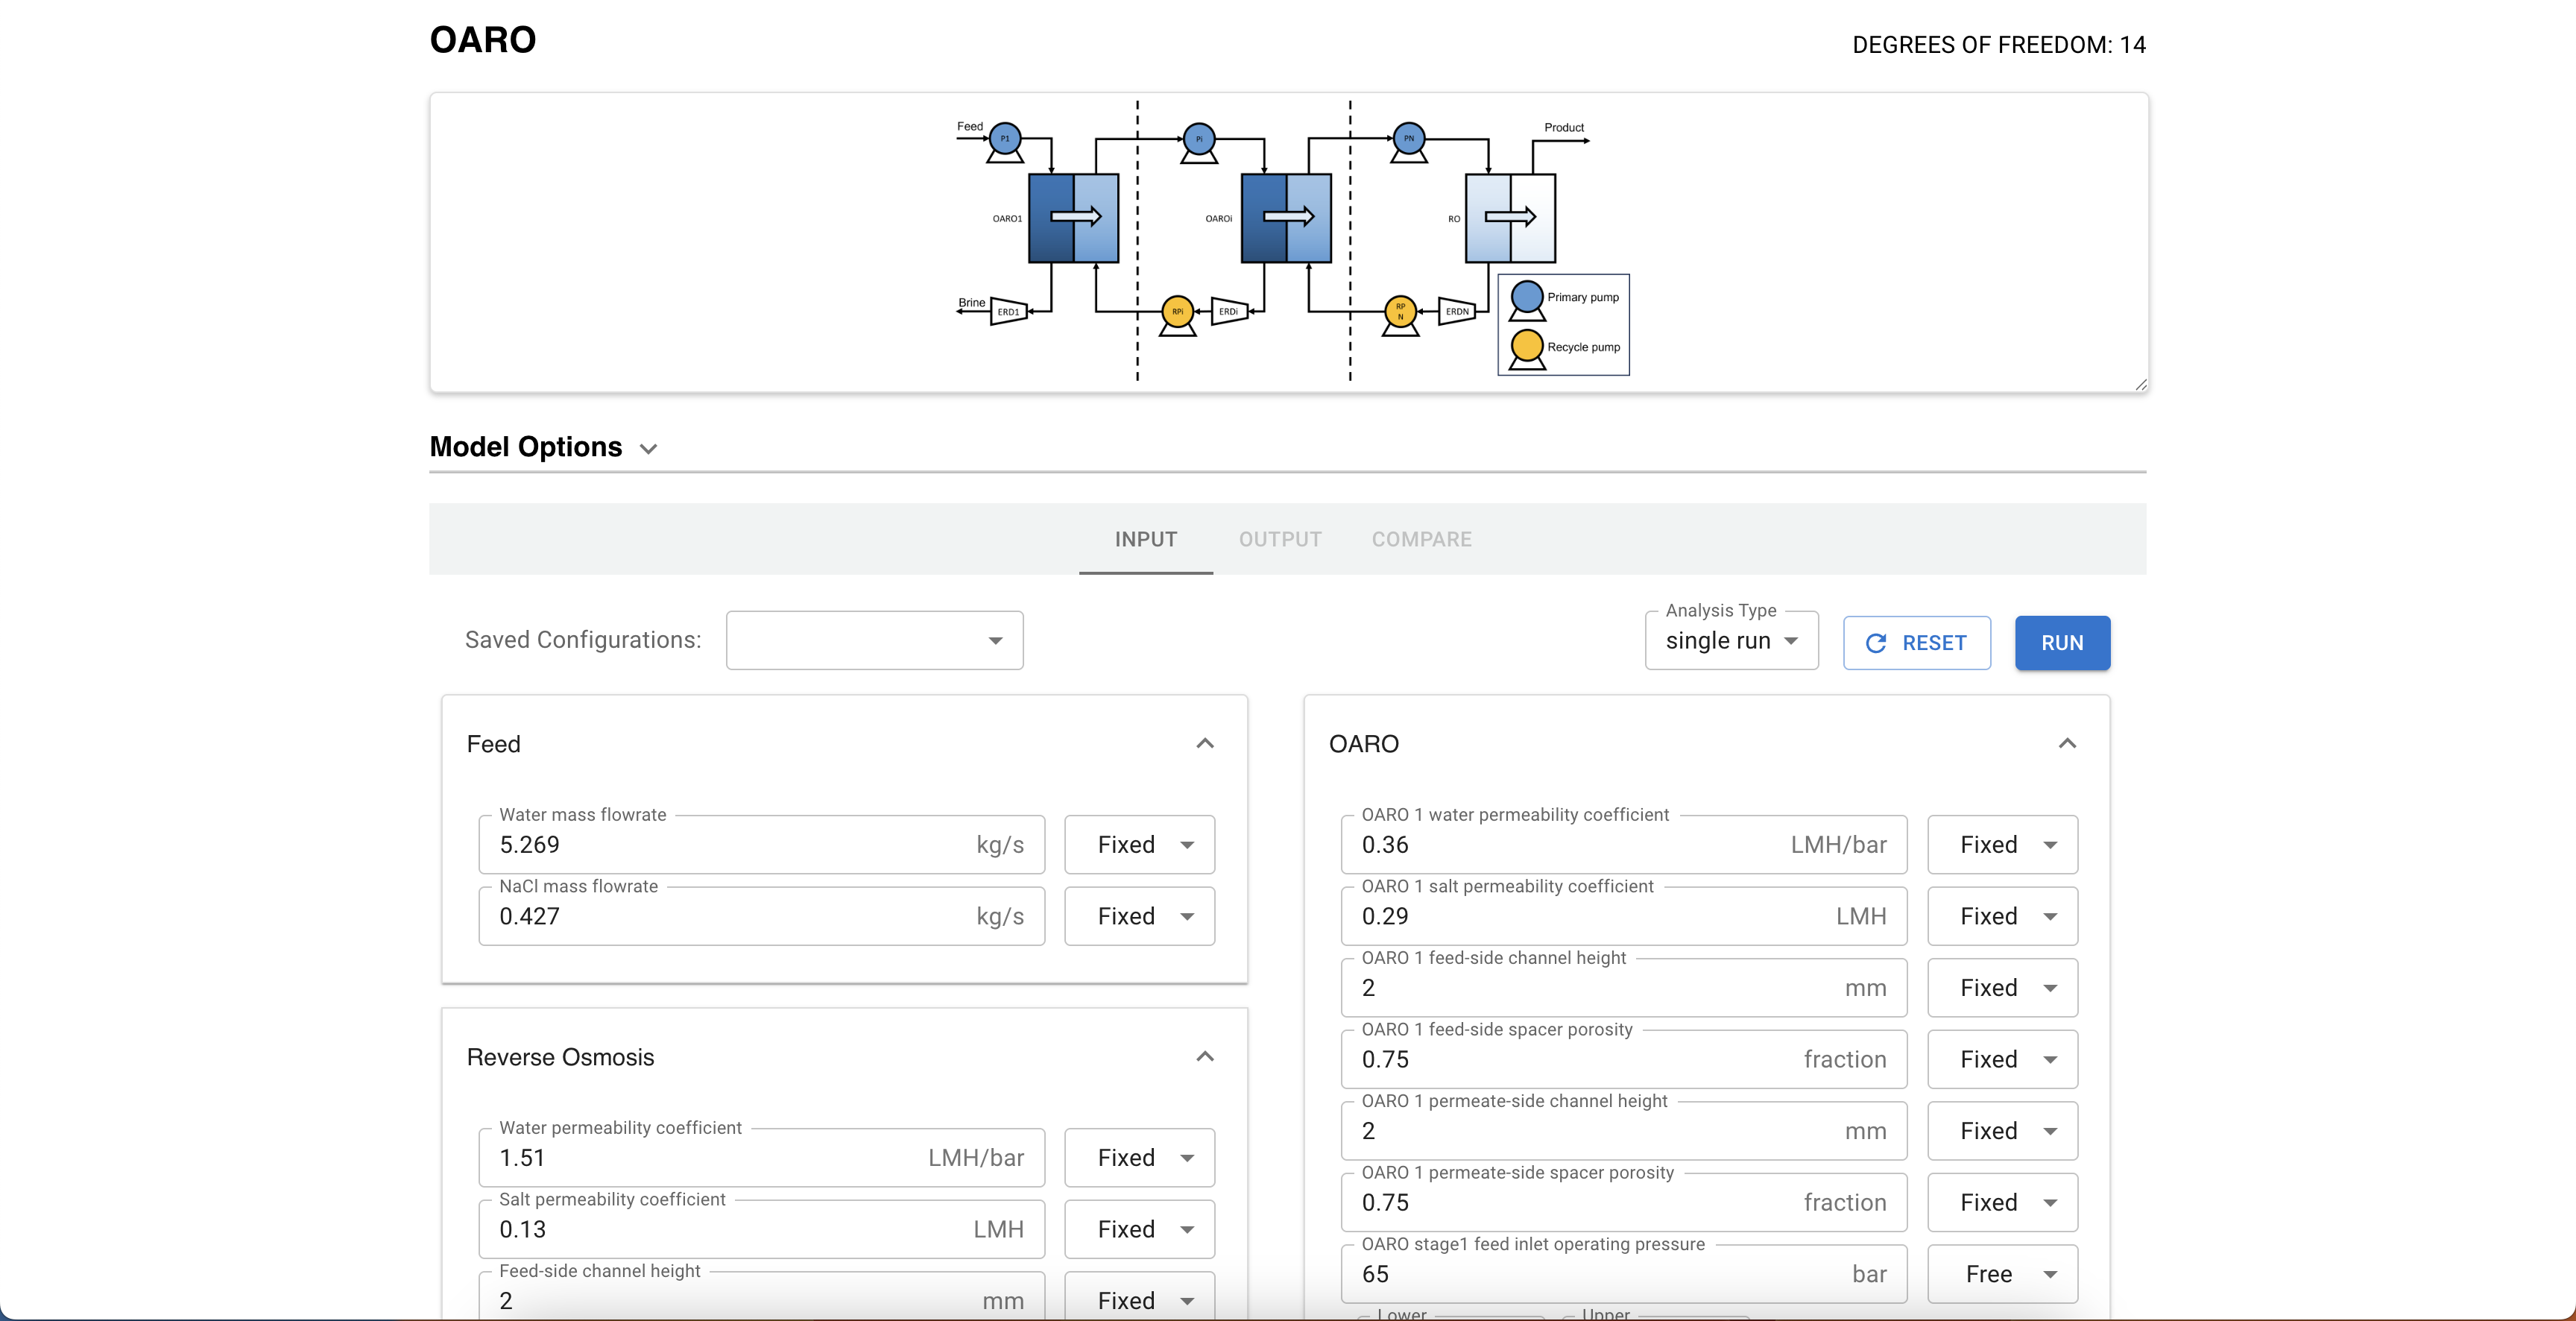 OARO
DEGREES OF FREEDOM: 14
Feed
P1
Pi
PN
Product
OARO1
OAROi
RO
Brine
ERD1
RPi
ERDi
RP
N
ERDN
Primary pump
Recycle pump
Model Options
INPUT
OUTPUT
COMPARE
Saved Configurations:
Analysis Type
single run
RESET
RUN
Feed
Water mass flowrate
5.269 kg/s Fixed
NaCl mass flowrate
0.427 kg/s Fixed
Reverse Osmosis
Water permeability coefficient
1.51 LMH/bar Fixed
Salt permeability coefficient
0.13 LMH Fixed
Feed-side channel height
2 mm Fixed
OARO
OARO 1 water permeability coefficient
0.36 LMH/bar Fixed
OARO 1 salt permeability coefficient
0.29 LMH Fixed
OARO 1 feed-side channel height
2 mm Fixed
OARO 1 feed-side spacer porosity
0.75 fraction Fixed
OARO 1 permeate-side channel height
2 mm Fixed
OARO 1 permeate-side spacer porosity
0.75 fraction Fixed
OARO stage1 feed inlet operating pressure
65 bar Free
Lower Upper